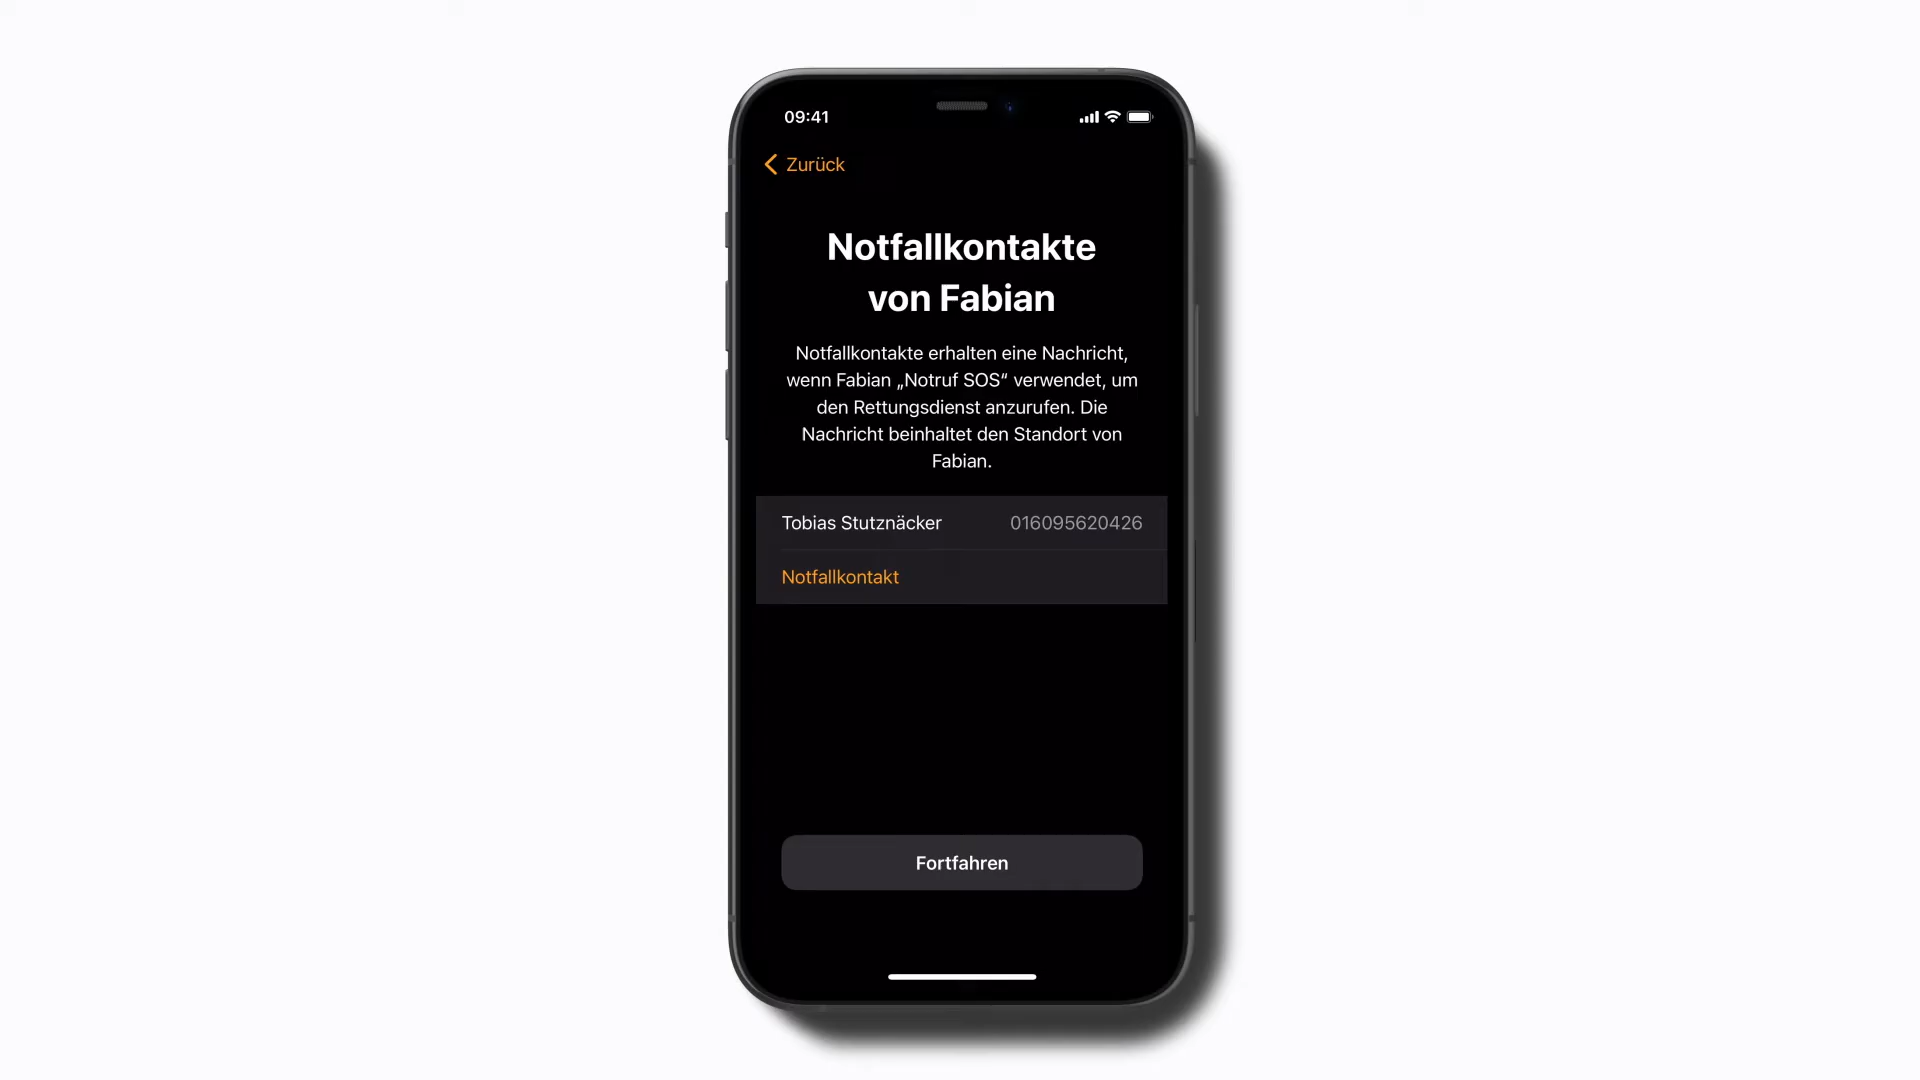 09:41
Zurück
Notfallkontakte
von Fabian
Notfallkontakte erhalten eine Nachricht,
wenn Fabian „Notruf SOS“ verwendet, um
den Rettungsdienst anzurufen. Die
Nachricht beinhaltet den Standort von
Fabian.
Tobias Stutznäcker 016095620426
Notfallkontakt
Fortfahren